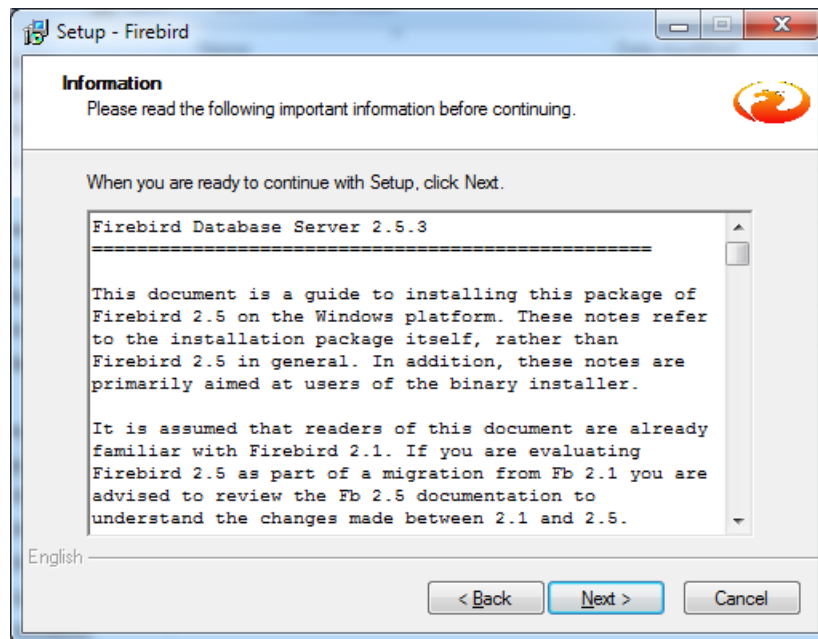 Setup - Firebird
Information
Please read the following important information before continuing.
When you are ready to continue with Setup, click Next.
Firebird Database Server 2.5.3
==================================================
This document is a guide to installing this package of
Firebird 2.5 on the Windows platform. These notes refer
to the installation package itself, rather than
Firebird 2.5 in general. In addition, these notes are
primarily aimed at users of the binary installer.
It is assumed that readers of this document are already
familiar with Firebird 2.1. If you are evaluating
Firebird 2.5 as part of a migration from Fb 2.1 you are
advised to review the Fb 2.5 documentation to
understand the changes made between 2.1 and 2.5.
English
< Back
Next >
Cancel